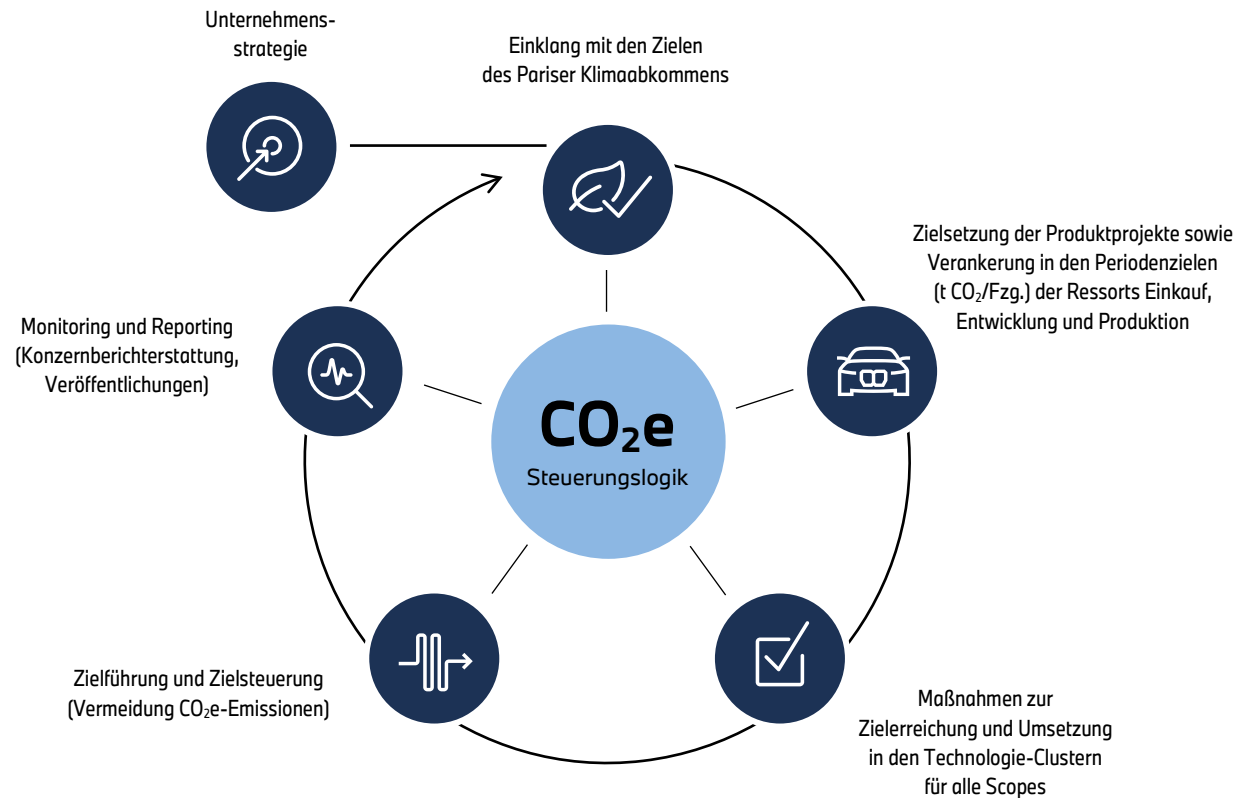 Unternehmens-
strategie
Einklang mit den Zielen
des Pariser Klimaabkommens
Zielsetzung der Produktprojekte sowie
Verankerung in den Periodenzielen
(t CO₂/Fzg.) der Ressorts Einkauf,
Entwicklung und Produktion
Monitoring und Reporting
(Konzernberichterstattung,
Veröffentlichungen)
CO₂e
Steuerungslogik
Zielführung und Zielsteuerung
(Vermeidung CO₂e-Emissionen)
Maßnahmen zur
Zielerreichung und Umsetzung
in den Technologie-Clustern
für alle Scopes